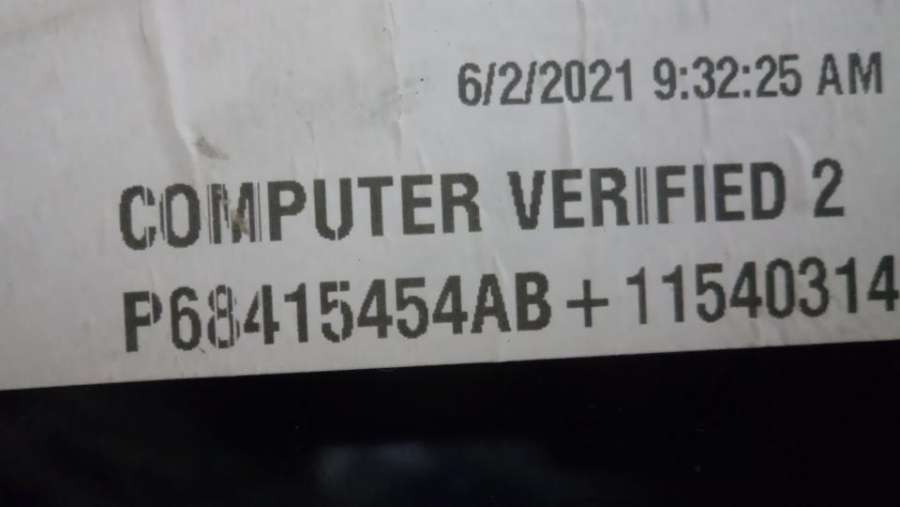 6/2/2021 9:32:25 AM
COMPUTER VERIFIED 2
P68415454AB+11540314